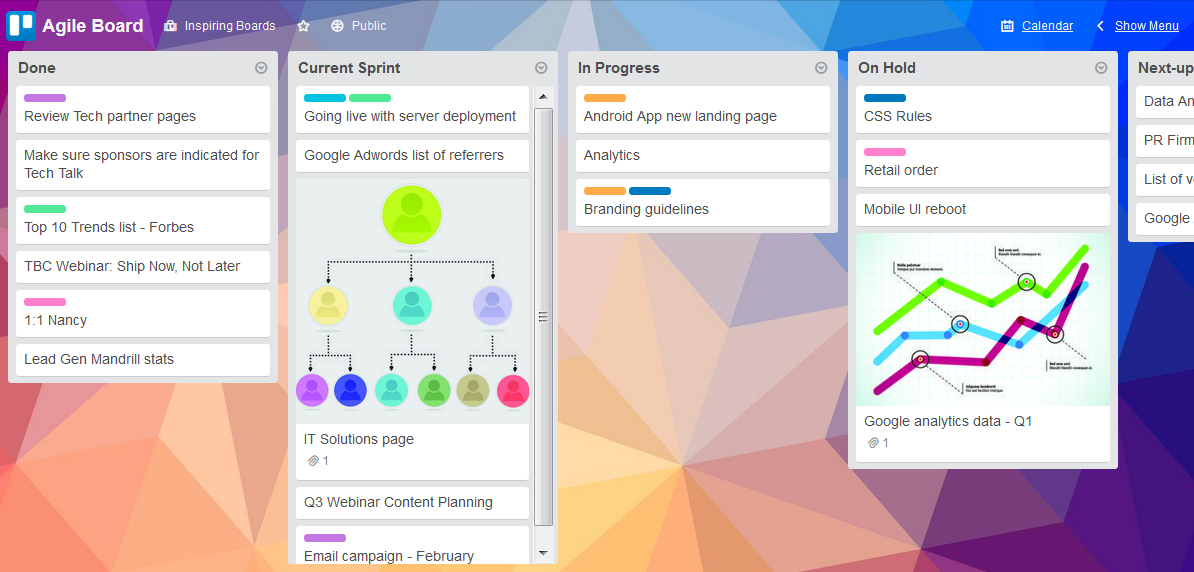 Agile Board
Inspiring Boards
Public
Calendar
Show Menu
Done
Review Tech partner pages
Make sure sponsors are indicated for
Tech Talk
Top 10 Trends list - Forbes
TBC Webinar: Ship Now, Not Later
1:1 Nancy
Lead Gen Mandrill stats
Current Sprint
Going live with server deployment
Google Adwords list of referrers
IT Solutions page
1
Q3 Webinar Content Planning
Email campaign - February
In Progress
Android App new landing page
Analytics
Branding guidelines
On Hold
CSS Rules
Retail order
Mobile UI reboot
Google analytics data - Q1
1
Next-up
Data An
PR Firm
List of v
Google